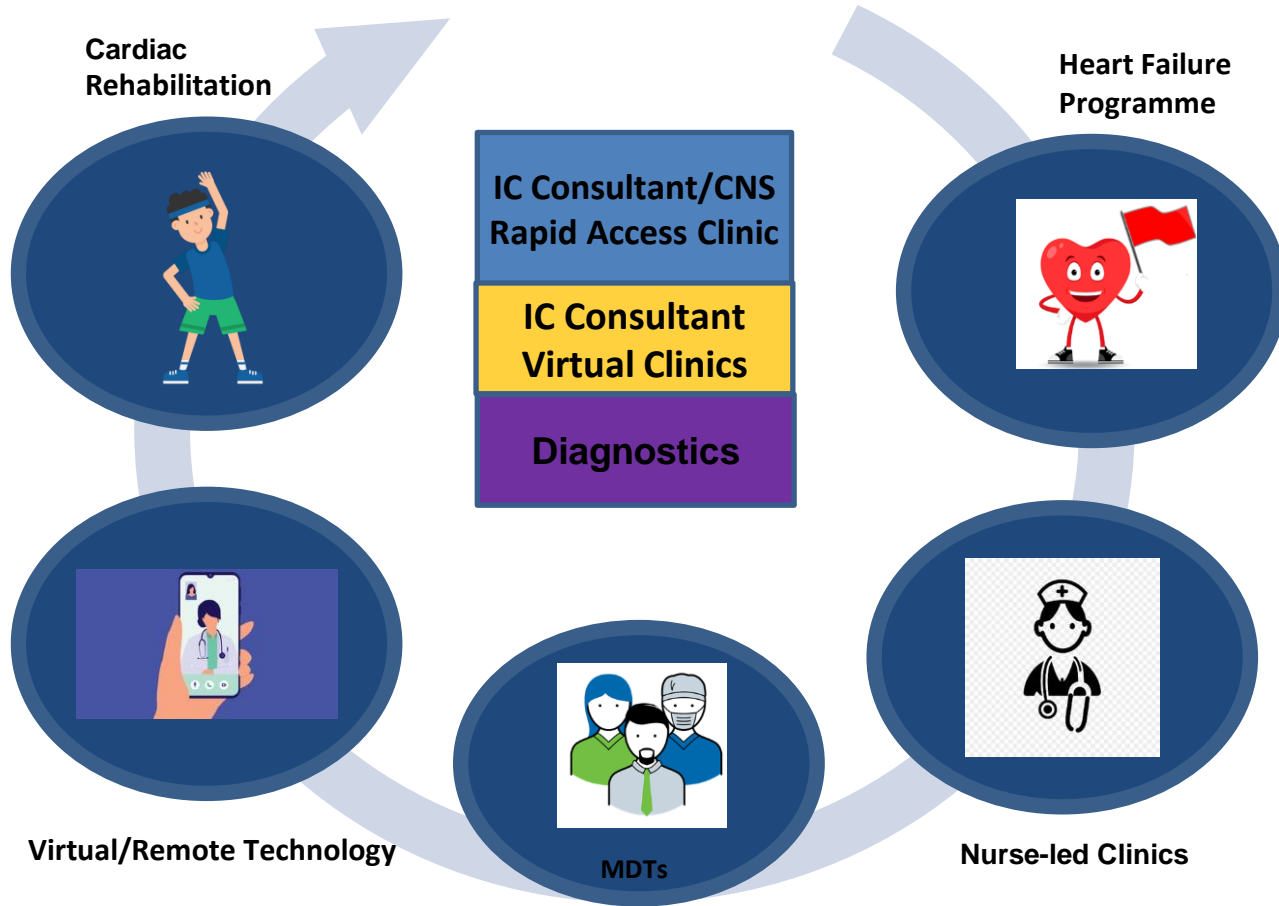 Cardiac
Rehabilitation
Heart Failure
Programme
IC Consultant/CNS
Rapid Access Clinic
IC Consultant
Virtual Clinics
Diagnostics
Virtual/Remote Technology
MDTs
Nurse-led Clinics